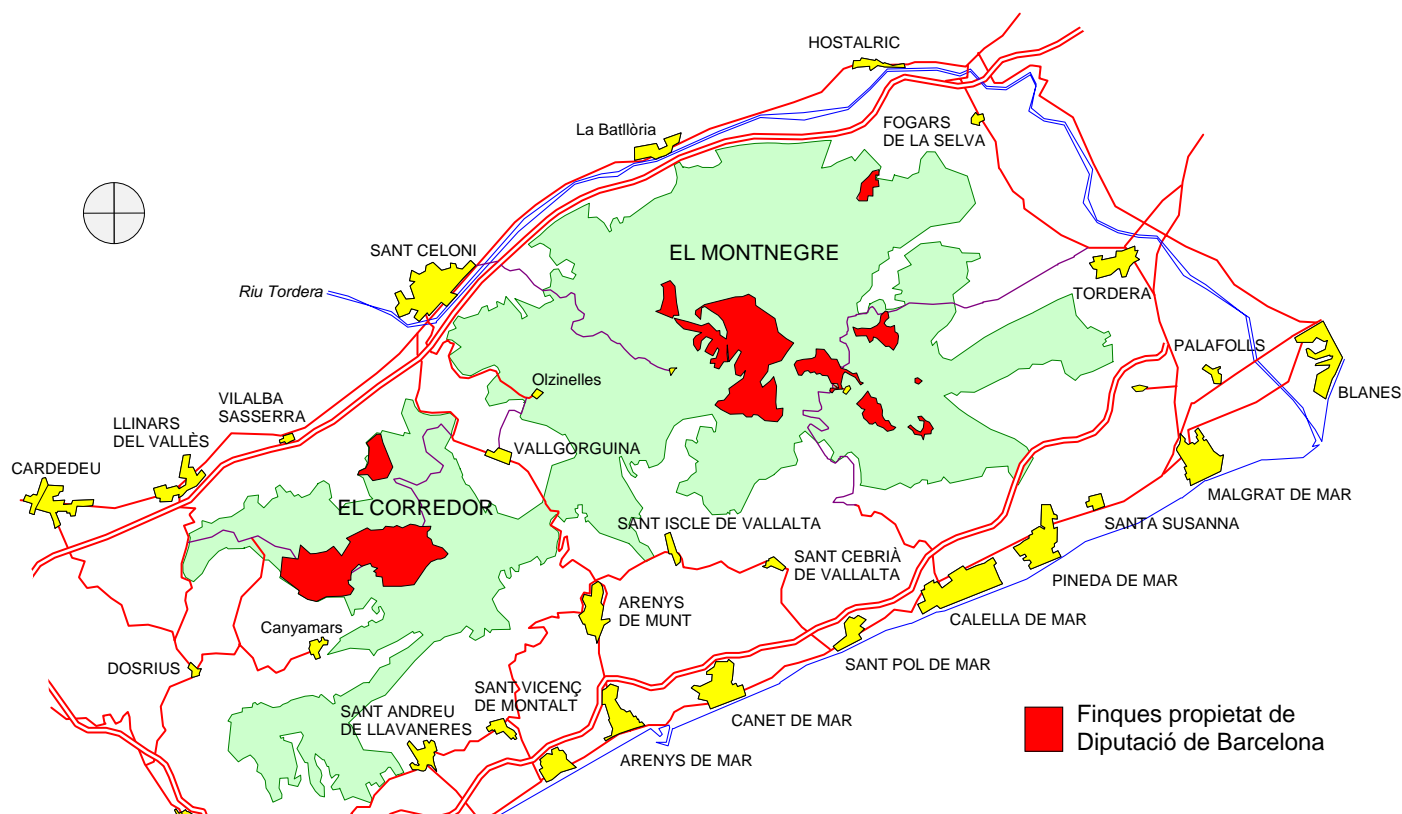 HOSTALRIC
La Batllòria
FOGARS
DE LA SELVA
EL MONTNEGRE
SANT CELONI
Riu Tordera
TORDERA
PALAFOLLS
BLANES
Olzinelles
VILALBA
SASSERRA
LLINARS
DEL VALLÈS
CARDEDEU
VALLGORGUINA
EL CORREDOR
MALGRAT DE MAR
SANT ISCLE DE VALLALTA
SANTA SUSANNA
SANT CEBRIÀ
DE VALLALTA
PINEDA DE MAR
ARENYS
DE MUNT
CALELLA DE MAR
Canyamars
DOSRIUS
SANT POL DE MAR
SANT VICENÇ
DE MONTALT
SANT ANDREU
DE LLAVANERES
CANET DE MAR
ARENYS DE MAR
Finques propietat de
Diputació de Barcelona